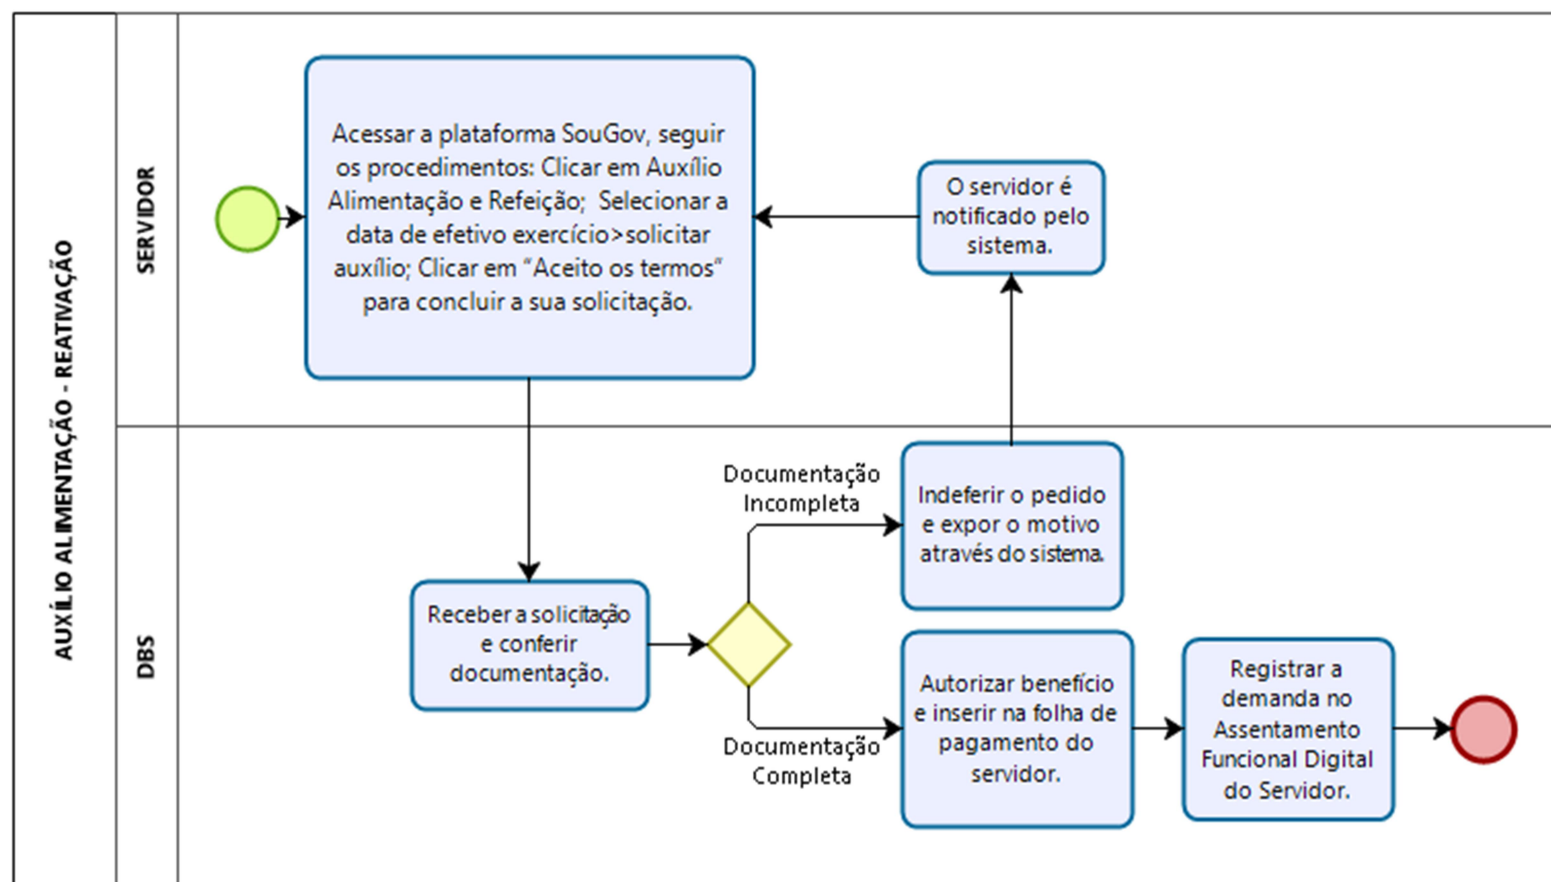 AUXÍLIO ALIMENTAÇÃO - REATIVAÇÃO
SERVIDOR
Acessar a plataforma SouGov, seguir
os procedimentos: Clicar em Auxílio
Alimentação e Refeição; Selecionar a
data de efetivo exercício>solicitar
auxílio; Clicar em “Aceito os termos”
para concluir a sua solicitação.
O servidor é
notificado pelo
sistema.
DBS
Receber a solicitação
e conferir
documentação.
Documentação
Incompleta
Indeferir o pedido
e expor o motivo
através do sistema.
Documentação
Completa
Autorizar benefício
e inserir na folha de
pagamento do
servidor.
Registrar a
demanda no
Assentamento
Funcional Digital
do Servidor.